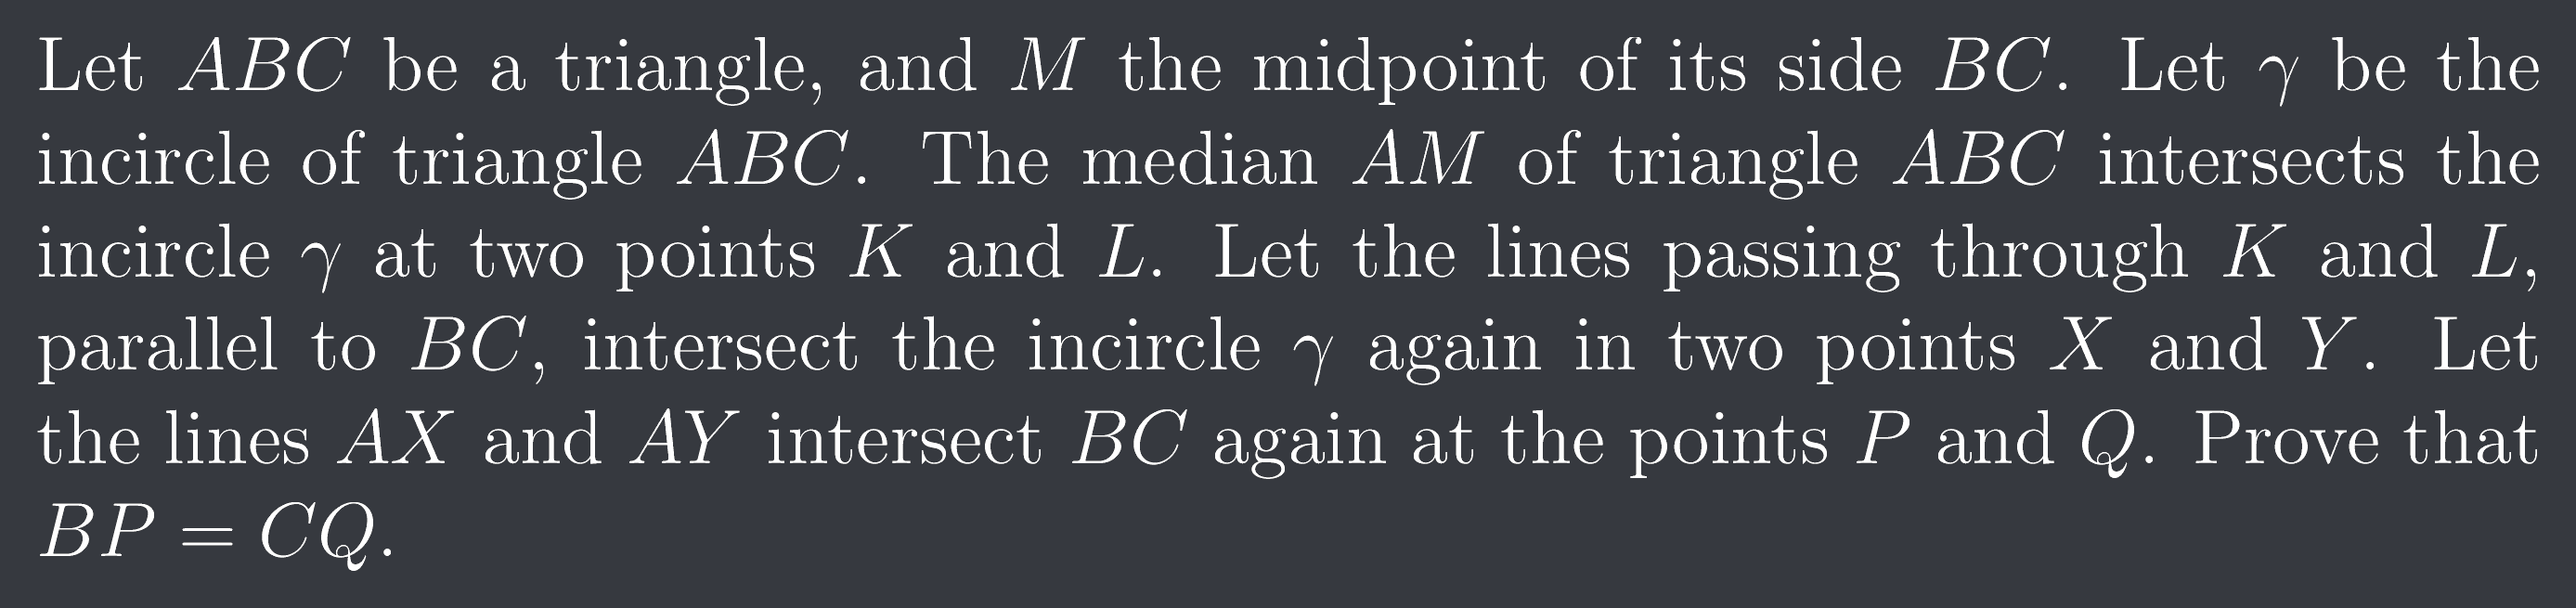 Let ABC be a triangle, and M the midpoint of its side BC. Let γ be the
incircle of triangle ABC. The median AM of triangle ABC intersects the
incircle γ at two points K and L. Let the lines passing through K and L,
parallel to BC, intersect the incircle γ again in two points X and Y. Let
the lines AX and AY intersect BC again at the points P and Q. Prove that
BP = CQ.